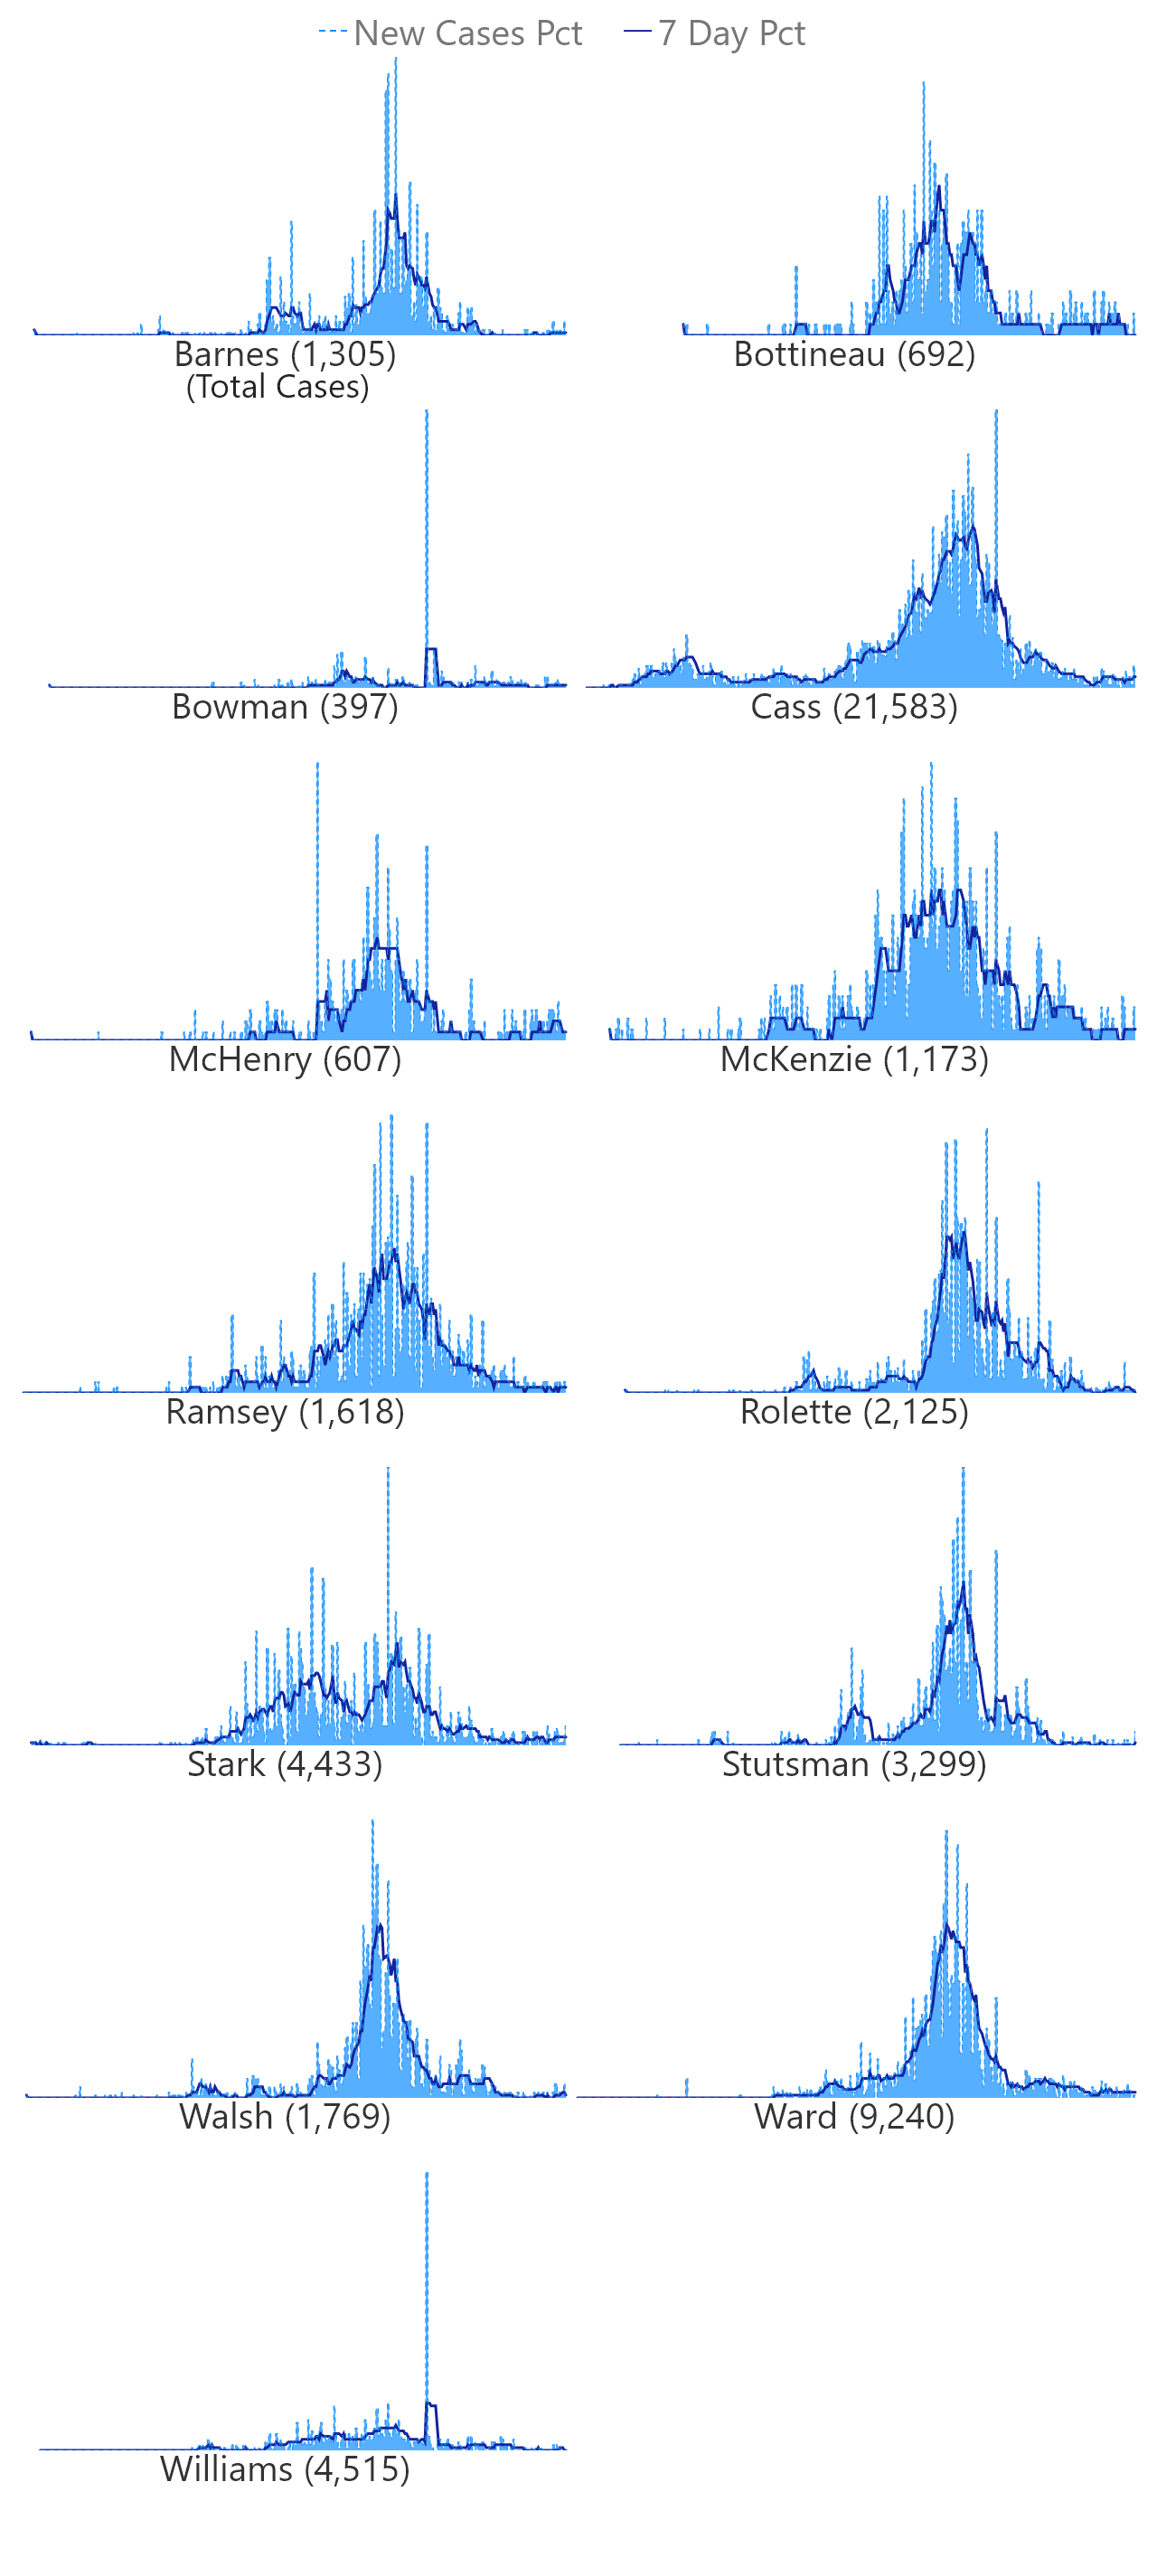 New Cases Pct 7 Day Pct
Barnes (1,305) Bottineau (692)
(Total Cases)
Bowman (397) Cass (21,583)
McHenry (607) McKenzie (1,173)
Ramsey (1,618) Rolette (2,125)
Stark (4,433) Stutsman (3,299)
Walsh (1,769) Ward (9,240)
Williams (4,515)